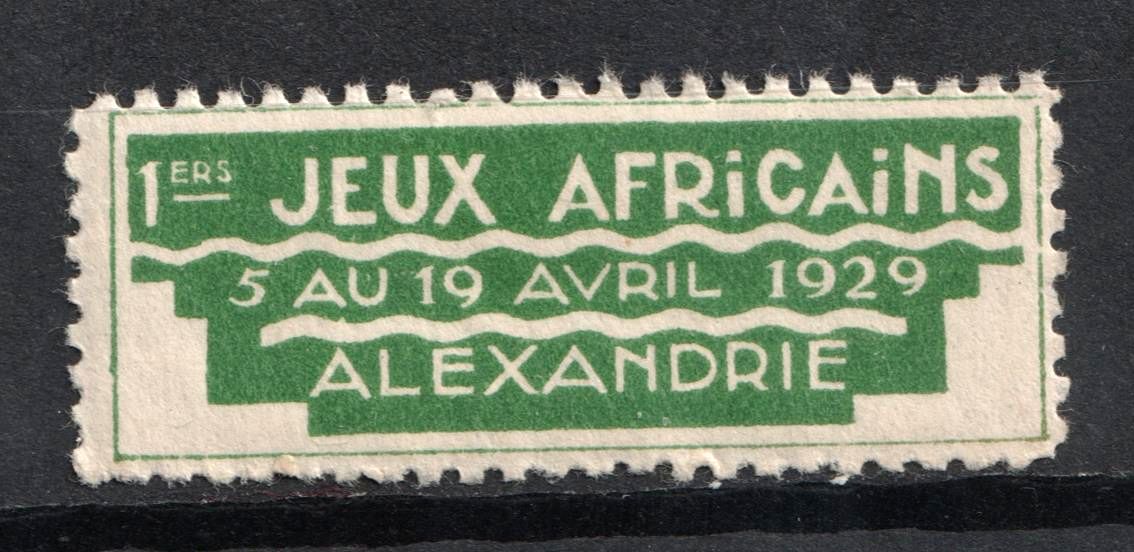 1ERS JEUX AFRiCAiNS
5 AU 19 AVRIL 1929
ALEXANDRIE